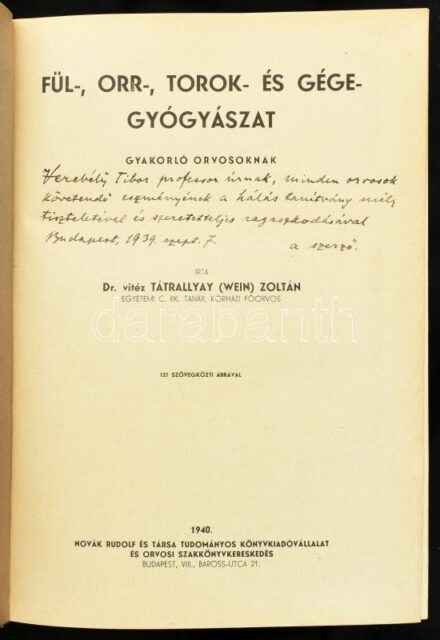 FÜL-, ORR-, TOROK- ÉS GÉGE-
GYÓGYÁSZAT
GYAKORLÓ ORVOSOKNAK
Verebélÿ Tibor professor úrnak, minden orvosok
követendő eszményének a hálás tanítvány mély
tiszteletével és szeretetteljes ragaszkodásával
Budapest, 1939. szept. 7. a szerző.
IRTA
Dr. vitéz TÁTRALLYAY (WEIN) ZOLTÁN
EGYETEMI C. RK. TANÁR, KÓRHÁZI FŐORVOS
darabanth
121 SZÖVEGKÖZTI ÁBRÁVAL
1940.
NOVÁK RUDOLF ÉS TÁRSA TUDOMÁNYOS KÖNYVKIADÓVÁLLALAT
ÉS ORVOSI SZAKKÖNYVKERESKEDÉS
BUDAPEST, VIII., BAROSS-UTCA 21.